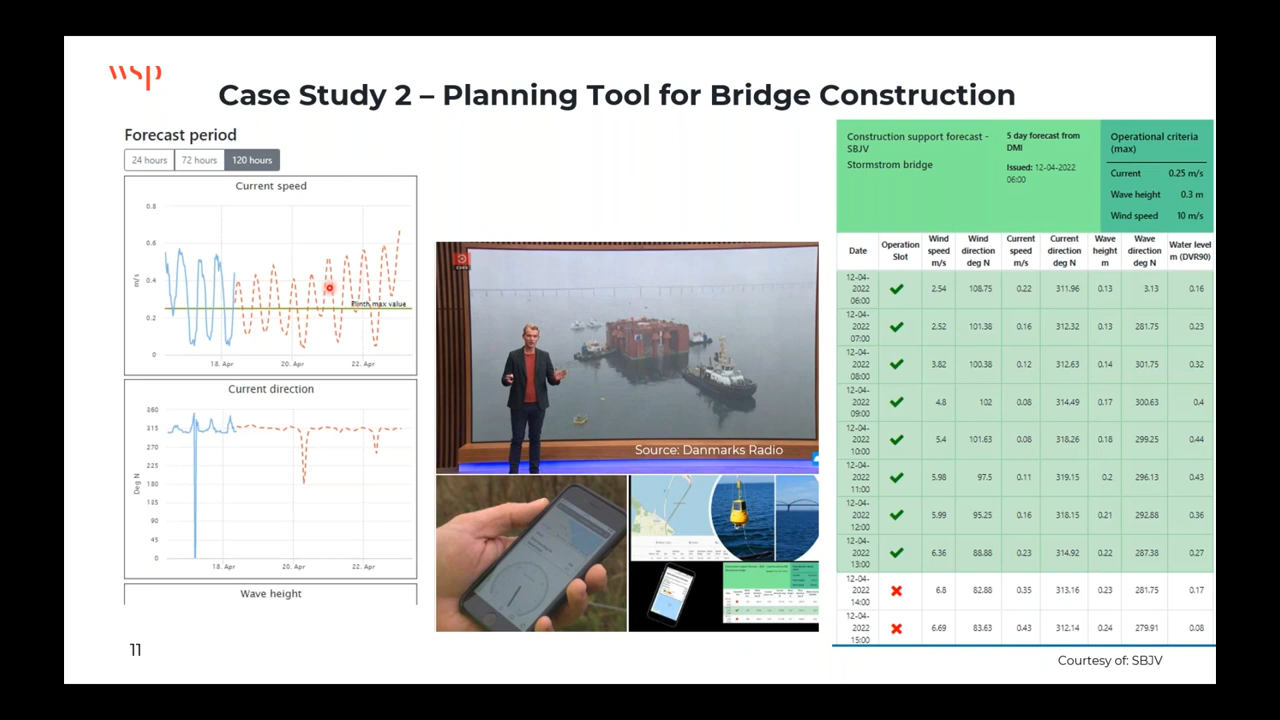 wsp
Case Study 2 – Planning Tool for Bridge Construction
Forecast period
24 hours 72 hours 120 hours
Current speed
0.8
0.6
0.4
0.2
0
m/s
Flinth max value
18. Apr 20. Apr 22. Apr
Current direction
360
315
270
225
180
135
90
45
0
Deg N
18. Apr 20. Apr 22. Apr
Wave height
Source: Danmarks Radio
Construction support forecast -
SBJV
Stormstrom bridge
5 day forecast from
DMI
Issued: 12-04-2022
06:00
Operational criteria
(max)
Current 0.25 m/s
Wave height 0.3 m
Wind speed 10 m/s
Date
Operation
Slot
Wind
speed
m/s
Wind
direction
deg N
Current
speed
m/s
Current
direction
deg N
Wave
height
m
Wave
direction
deg N
Water level
m (DVR90)
12-04-
2022
06:00
2.54 108.75 0.22 311.96 0.13 3.13 0.16
12-04-
2022
07:00
2.52 101.38 0.16 312.32 0.13 281.75 0.23
12-04-
2022
08:00
3.82 100.38 0.12 312.63 0.14 301.75 0.32
12-04-
2022
09:00
4.8 102 0.08 314.49 0.17 300.63 0.4
12-04-
2022
10:00
5.4 101.63 0.08 318.26 0.18 299.25 0.44
12-04-
2022
11:00
5.98 97.5 0.11 319.15 0.2 296.13 0.43
12-04-
2022
12:00
5.99 95.25 0.16 318.15 0.21 292.88 0.36
12-04-
2022
13:00
6.36 88.88 0.23 314.92 0.22 287.38 0.27
12-04-
2022
14:00
6.8 82.88 0.35 313.16 0.23 281.75 0.17
12-04-
2022
15:00
6.69 83.63 0.43 312.14 0.24 279.91 0.08
11
Courtesy of: SBJV